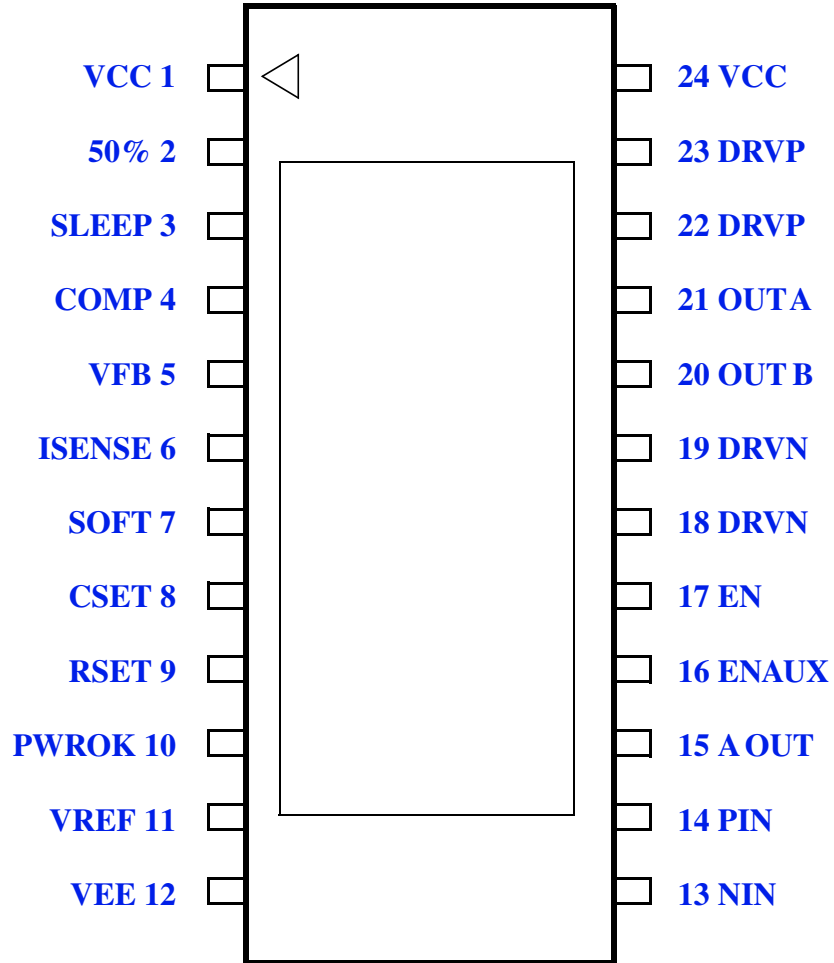 VCC 1
24 VCC
50% 2
23 DRVP
SLEEP 3
22 DRVP
COMP 4
21 OUT A
VFB 5
20 OUT B
ISENSE 6
19 DRVN
SOFT 7
18 DRVN
CSET 8
17 EN
RSET 9
16 ENAUX
PWROK 10
15 A OUT
VREF 11
14 PIN
VEE 12
13 NIN